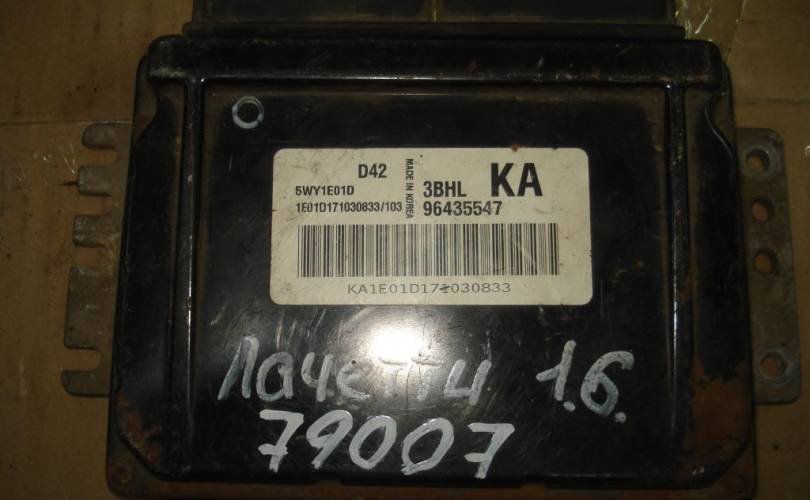 D42
5WY1E01D
1E01D171030833/103
MADE IN KOREA
3BHL KA
96435547
KA1E01D171030833
Лачетти 1.6.
79007